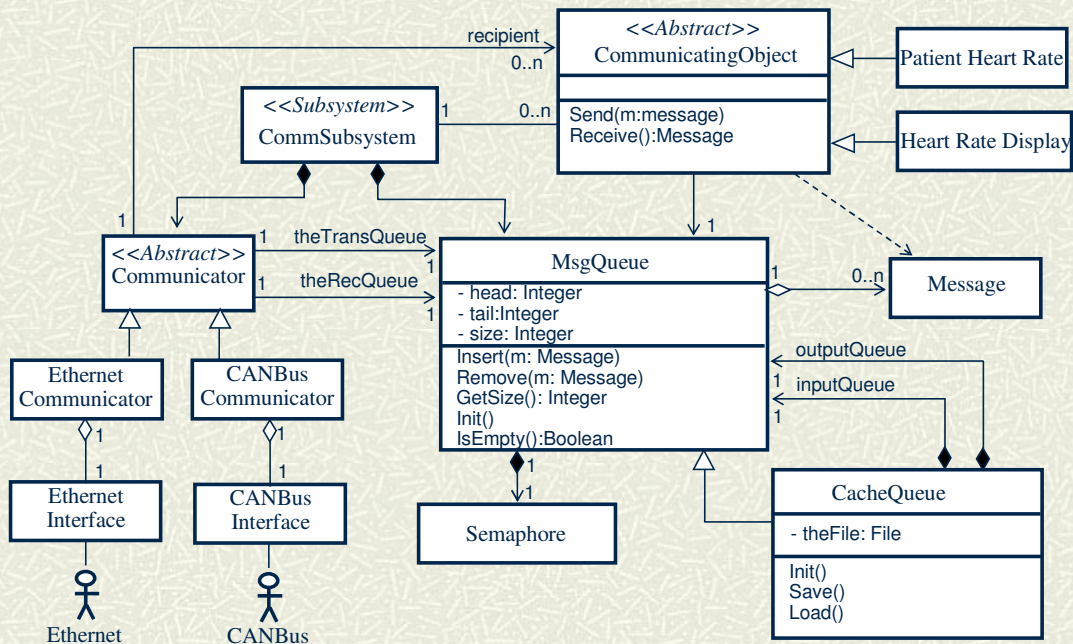 recipient
0..n
<<Abstract>>
CommunicatingObject
Send(m:message)
Receive():Message
Patient Heart Rate
Heart Rate Display
<<Subsystem>>
CommSubsystem
1
0..n
1
1
<<Abstract>>
Communicator
1
theTransQueue
1
1
theRecQueue
1
MsgQueue
- head: Integer
- tail:Integer
- size: Integer
Insert(m: Message)
Remove(m: Message)
GetSize(): Integer
Init()
IsEmpty():Boolean
1
0..n
Message
outputQueue
1
inputQueue
1
Ethernet
Communicator
CANBus
Communicator
1
1
1
1
Ethernet
Interface
CANBus
Interface
1
1
Semaphore
CacheQueue
- theFile: File
Init()
Save()
Load()
Ethernet
CANBus